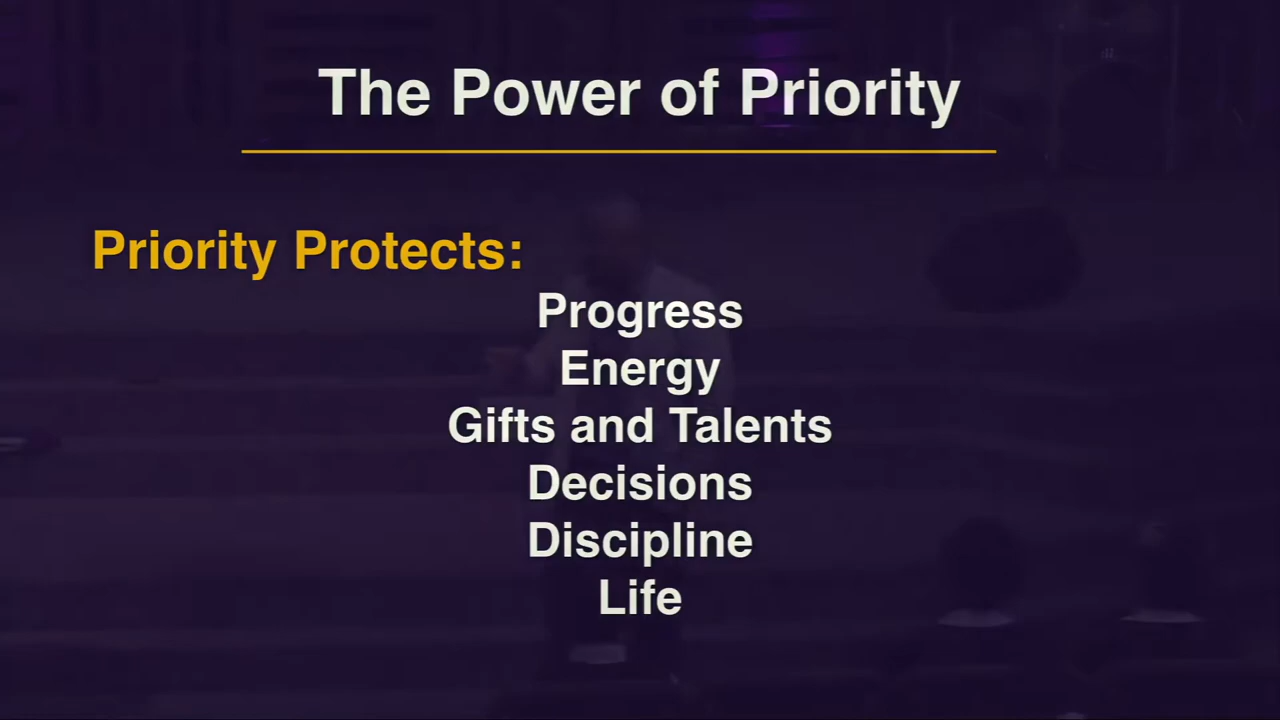 The Power of Priority
Priority Protects:
Progress
Energy
Gifts and Talents
Decisions
Discipline
Life